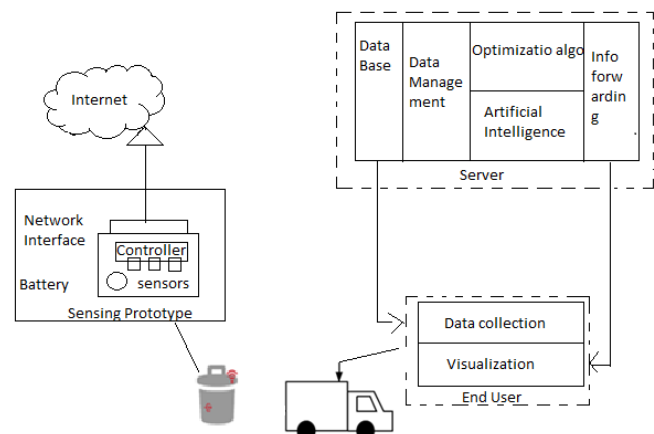 Internet
Network
Interface
Controller
Battery
sensors
Sensing Prototype
Data
Base
Data
Manage
ment
Optimizatio algo
Artificial
Intelligence
Info
forw
ardin
g
Server
Data collection
Visualization
End User